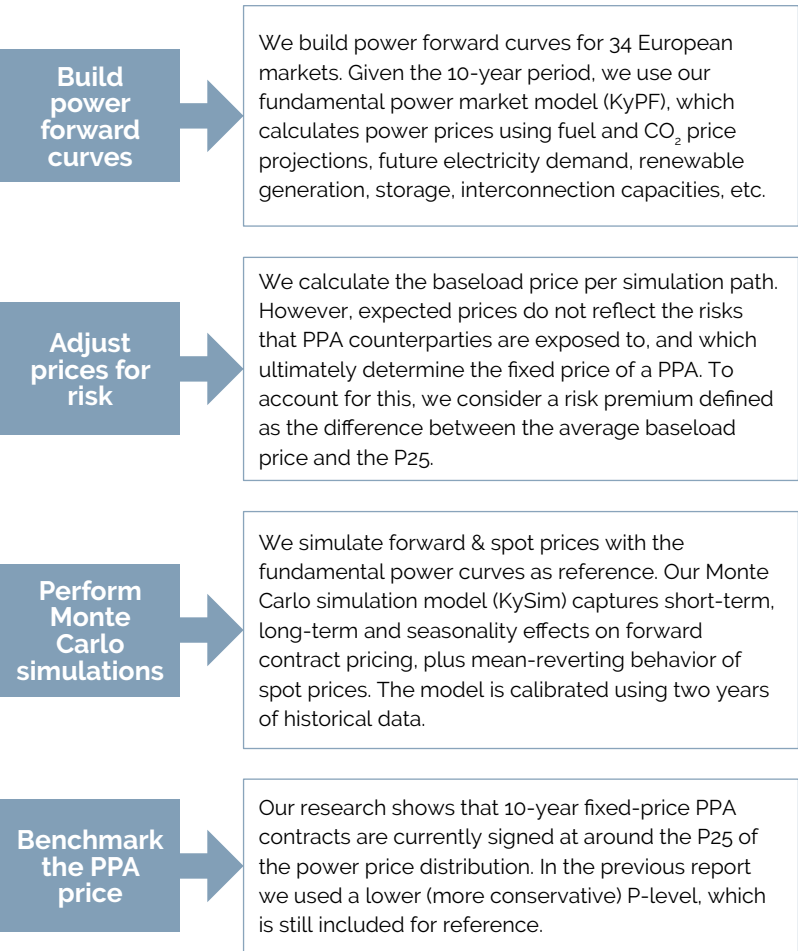 Build
power
forward
curves
We build power forward curves for 34 European
markets. Given the 10-year period, we use our
fundamental power market model (KyPF), which
calculates power prices using fuel and CO₂ price
projections, future electricity demand, renewable
generation, storage, interconnection capacities, etc.
Adjust
prices for
risk
We calculate the baseload price per simulation path.
However, expected prices do not reflect the risks
that PPA counterparties are exposed to, and which
ultimately determine the fixed price of a PPA. To
account for this, we consider a risk premium defined
as the difference between the average baseload
price and the P25.
Perform
Monte
Carlo
simulations
We simulate forward & spot prices with the
fundamental power curves as reference. Our Monte
Carlo simulation model (KySim) captures short-term,
long-term and seasonality effects on forward
contract pricing, plus mean-reverting behavior of
spot prices. The model is calibrated using two years
of historical data.
Benchmark
the PPA
price
Our research shows that 10-year fixed-price PPA
contracts are currently signed at around the P25 of
the power price distribution. In the previous report
we used a lower (more conservative) P-level, which
is still included for reference.